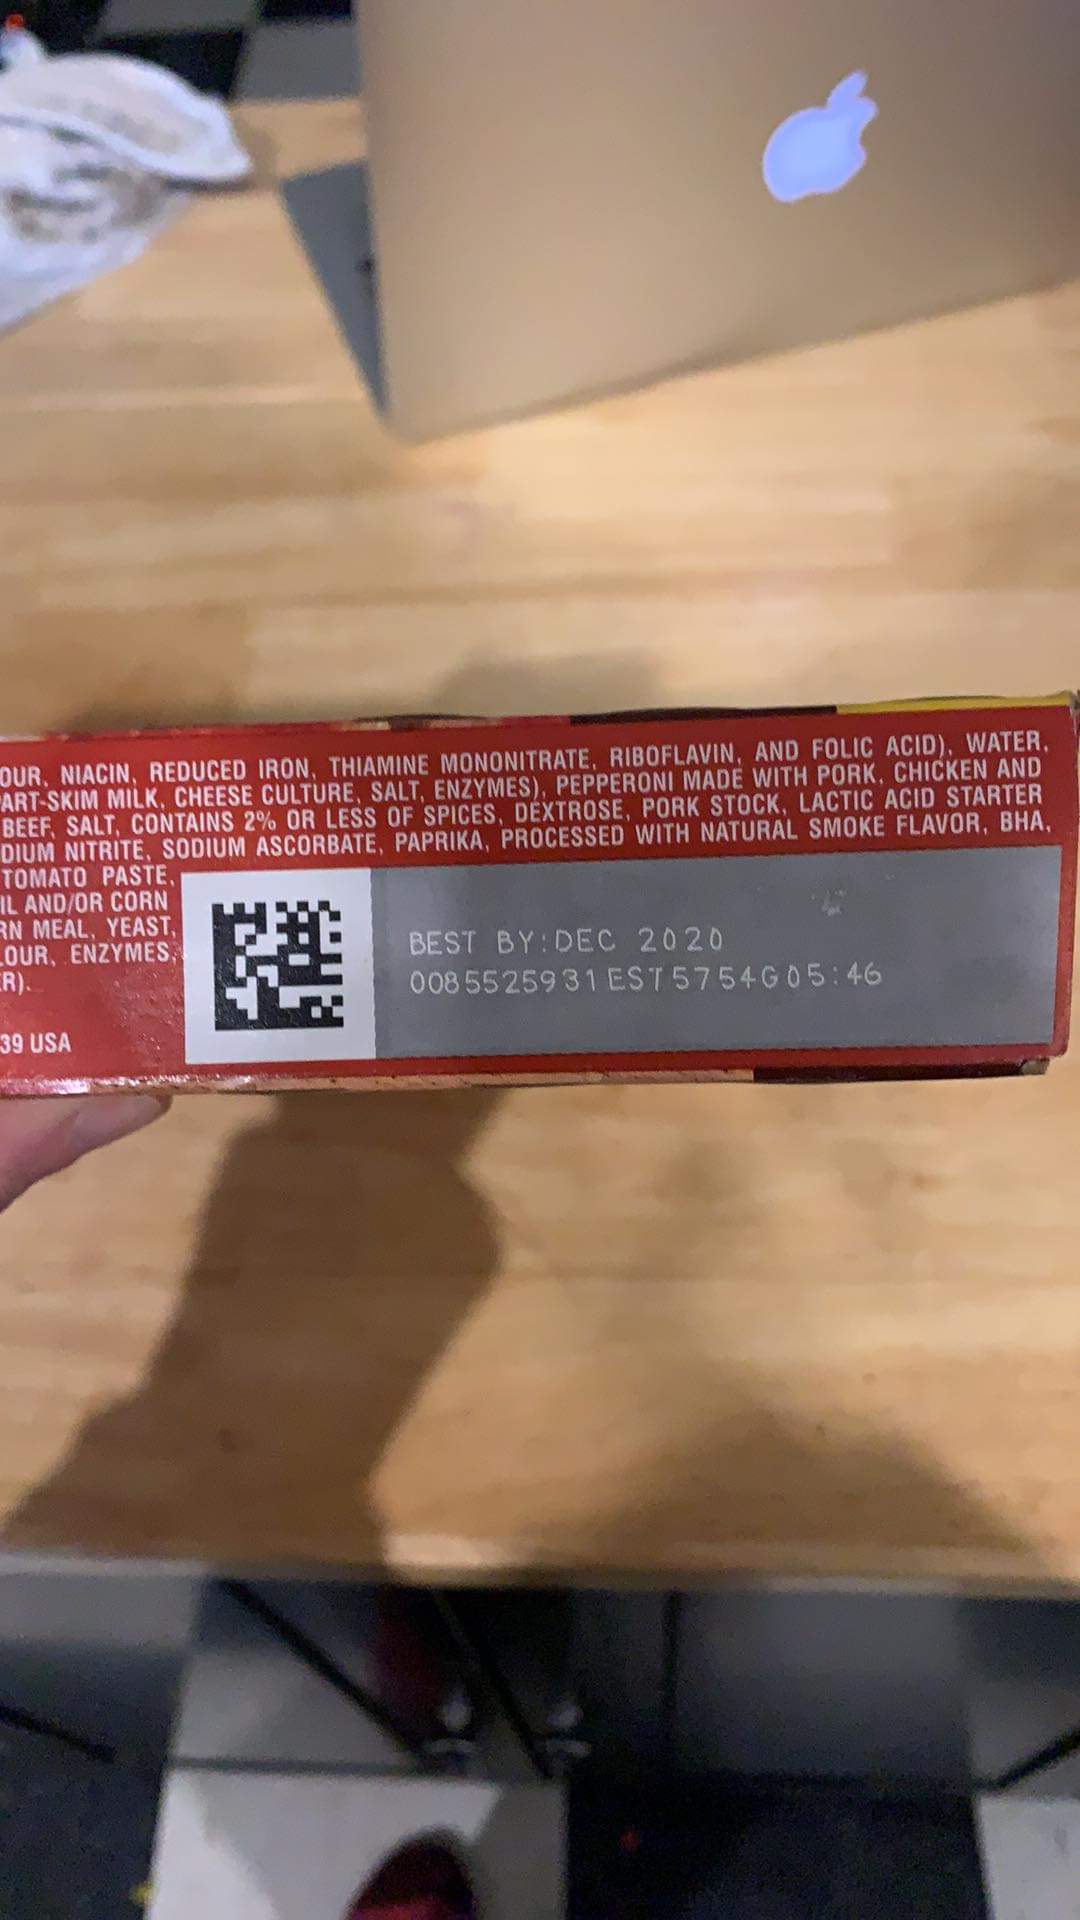 OUR, NIACIN, REDUCED IRON, THIAMINE MONONITRATE, RIBOFLAVIN, AND FOLIC ACID), WATER,
ART-SKIM MILK, CHEESE CULTURE, SALT, ENZYMES), PEPPERONI MADE WITH PORK, CHICKEN AND
BEEF, SALT, CONTAINS 2% OR LESS OF SPICES, DEXTROSE, PORK STOCK, LACTIC ACID STARTER
DIUM NITRITE, SODIUM ASCORBATE, PAPRIKA, PROCESSED WITH NATURAL SMOKE FLAVOR, BHA,
TOMATO PASTE,
IL AND/OR CORN
RN MEAL, YEAST,
LOUR, ENZYMES,
R).
39 USA
BEST BY:DEC 2020
0085525931EST5754G05:46